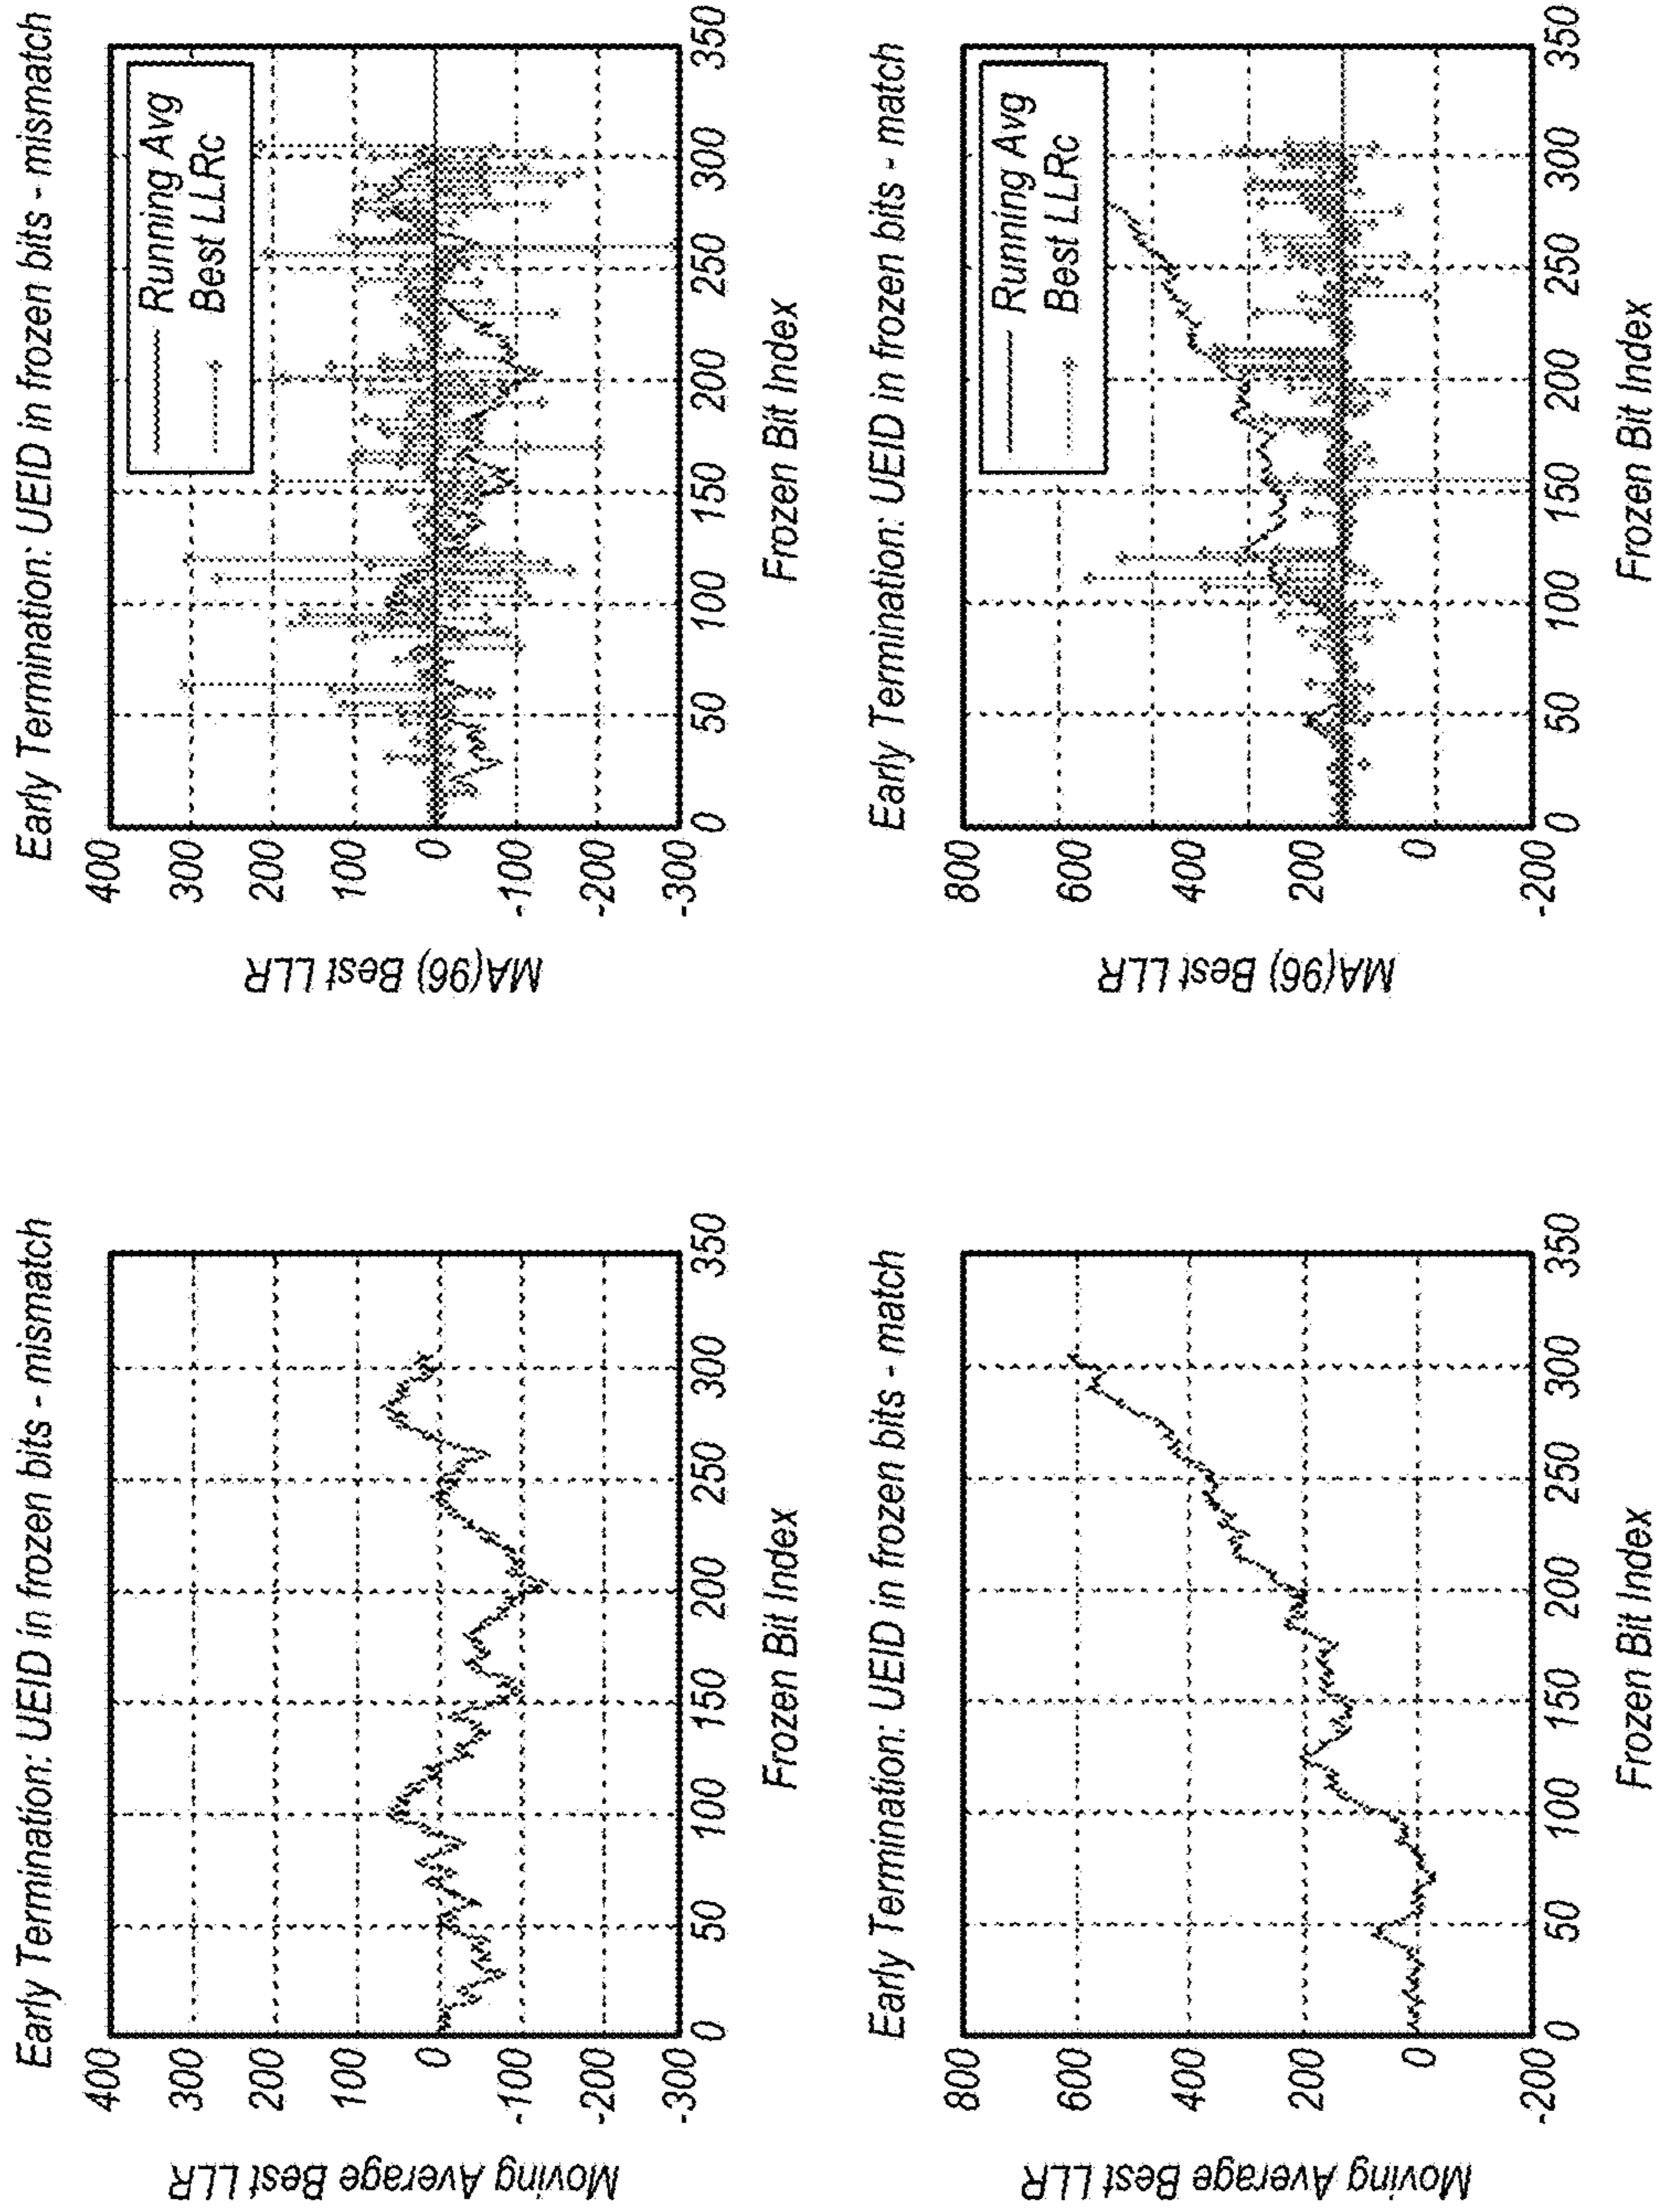 Early Termination: UEID in frozen bits - mismatch
Moving Average Best LLR
400
300
200
100
0
-100
-200
-300
0 50 100 150 200 250 300 350
Frozen Bit Index
Early Termination: UEID in frozen bits - mismatch
MA(96) Best LLR
400
300
200
100
0
-100
-200
-300
Running Avg
Best LLRc
0 50 100 150 200 250 300 350
Frozen Bit Index
Early Termination: UEID in frozen bits - match
Moving Average Best LLR
800
600
400
200
0
-200
0 50 100 150 200 250 300 350
Frozen Bit Index
Early Termination: UEID in frozen bits - match
MA(96) Best LLR
800
600
400
200
0
-200
Running Avg
Best LLRc
0 50 100 150 200 250 300 350
Frozen Bit Index